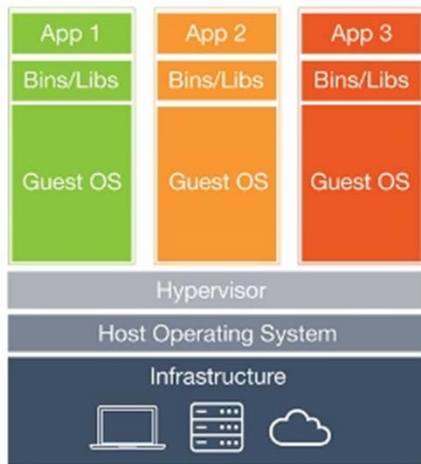 App 1
Bins/Libs
Guest OS
App 2
Bins/Libs
Guest OS
App 3
Bins/Libs
Guest OS
Hypervisor
Host Operating System
Infrastructure